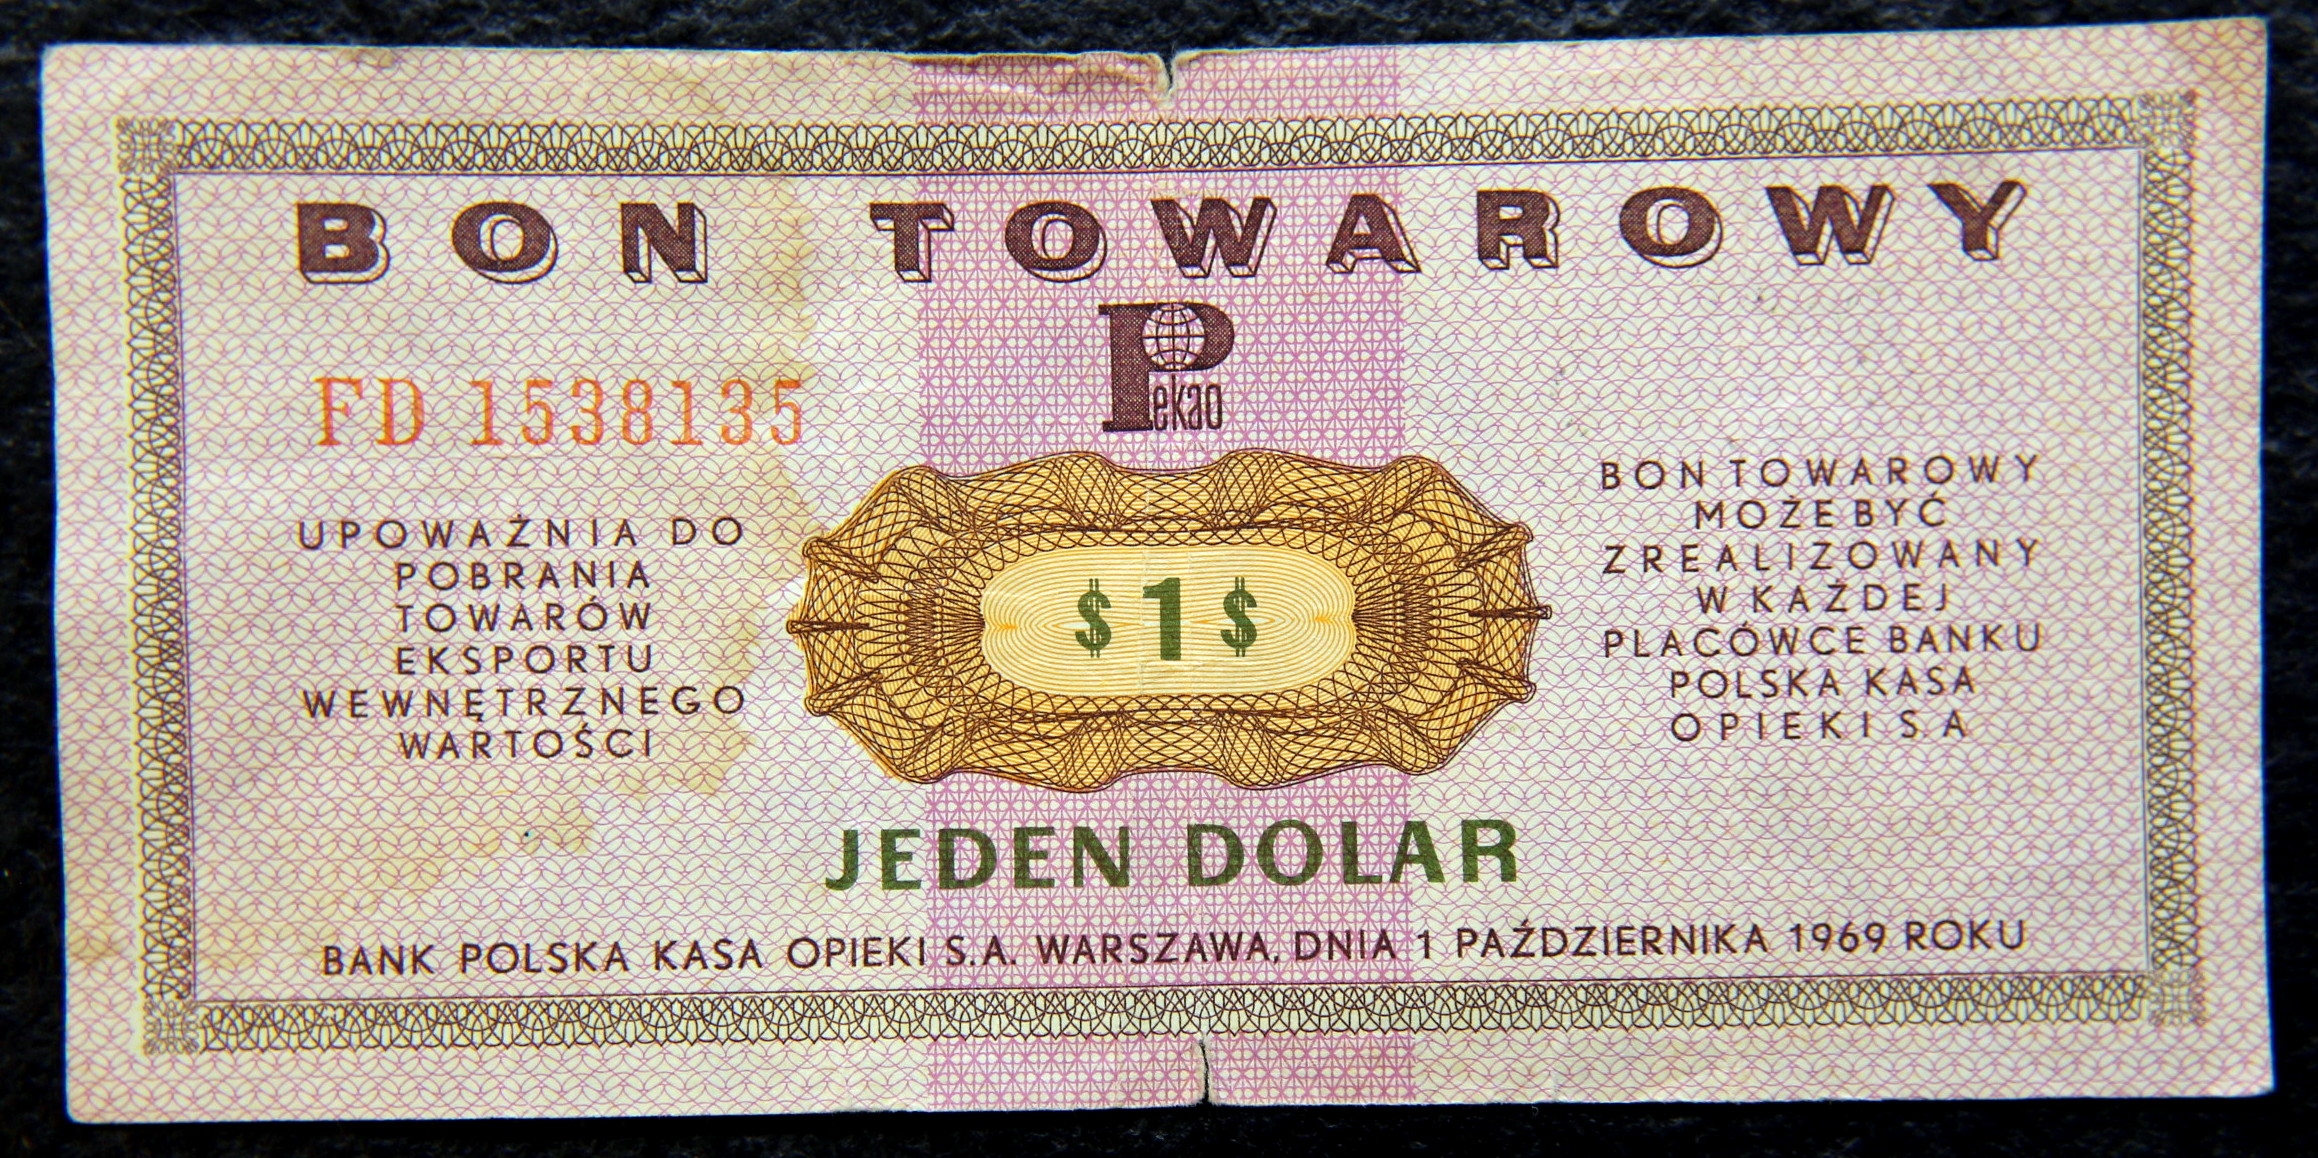 BON TOWAROWY
Pekao
FD 1538135
UPOWAŻNIA DO
POBRANIA
TOWARÓW
EKSPORTU
WEWNĘTRZNEGO
WARTOŚCI
$1$
BON TOWAROWY
MOŻE BYĆ
ZREALIZOWANY
W KAŻDEJ
PLACÓWCE BANKU
POLSKA KASA
OPIEKI S A
JEDEN DOLAR
BANK POLSKA KASA OPIEKI S.A. WARSZAWA, DNIA 1 PAŹDZIERNIKA 1969 ROKU